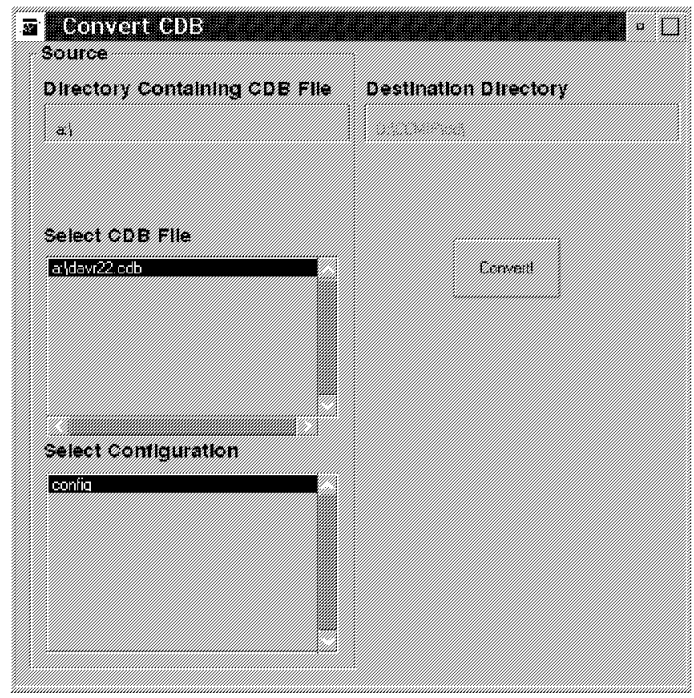 Convert CDB
Source
Directory Containing CDB File
Destination Directory
a:\
Select CDB File
a:\davr22.cdb
Convert!
Select Configuration
config